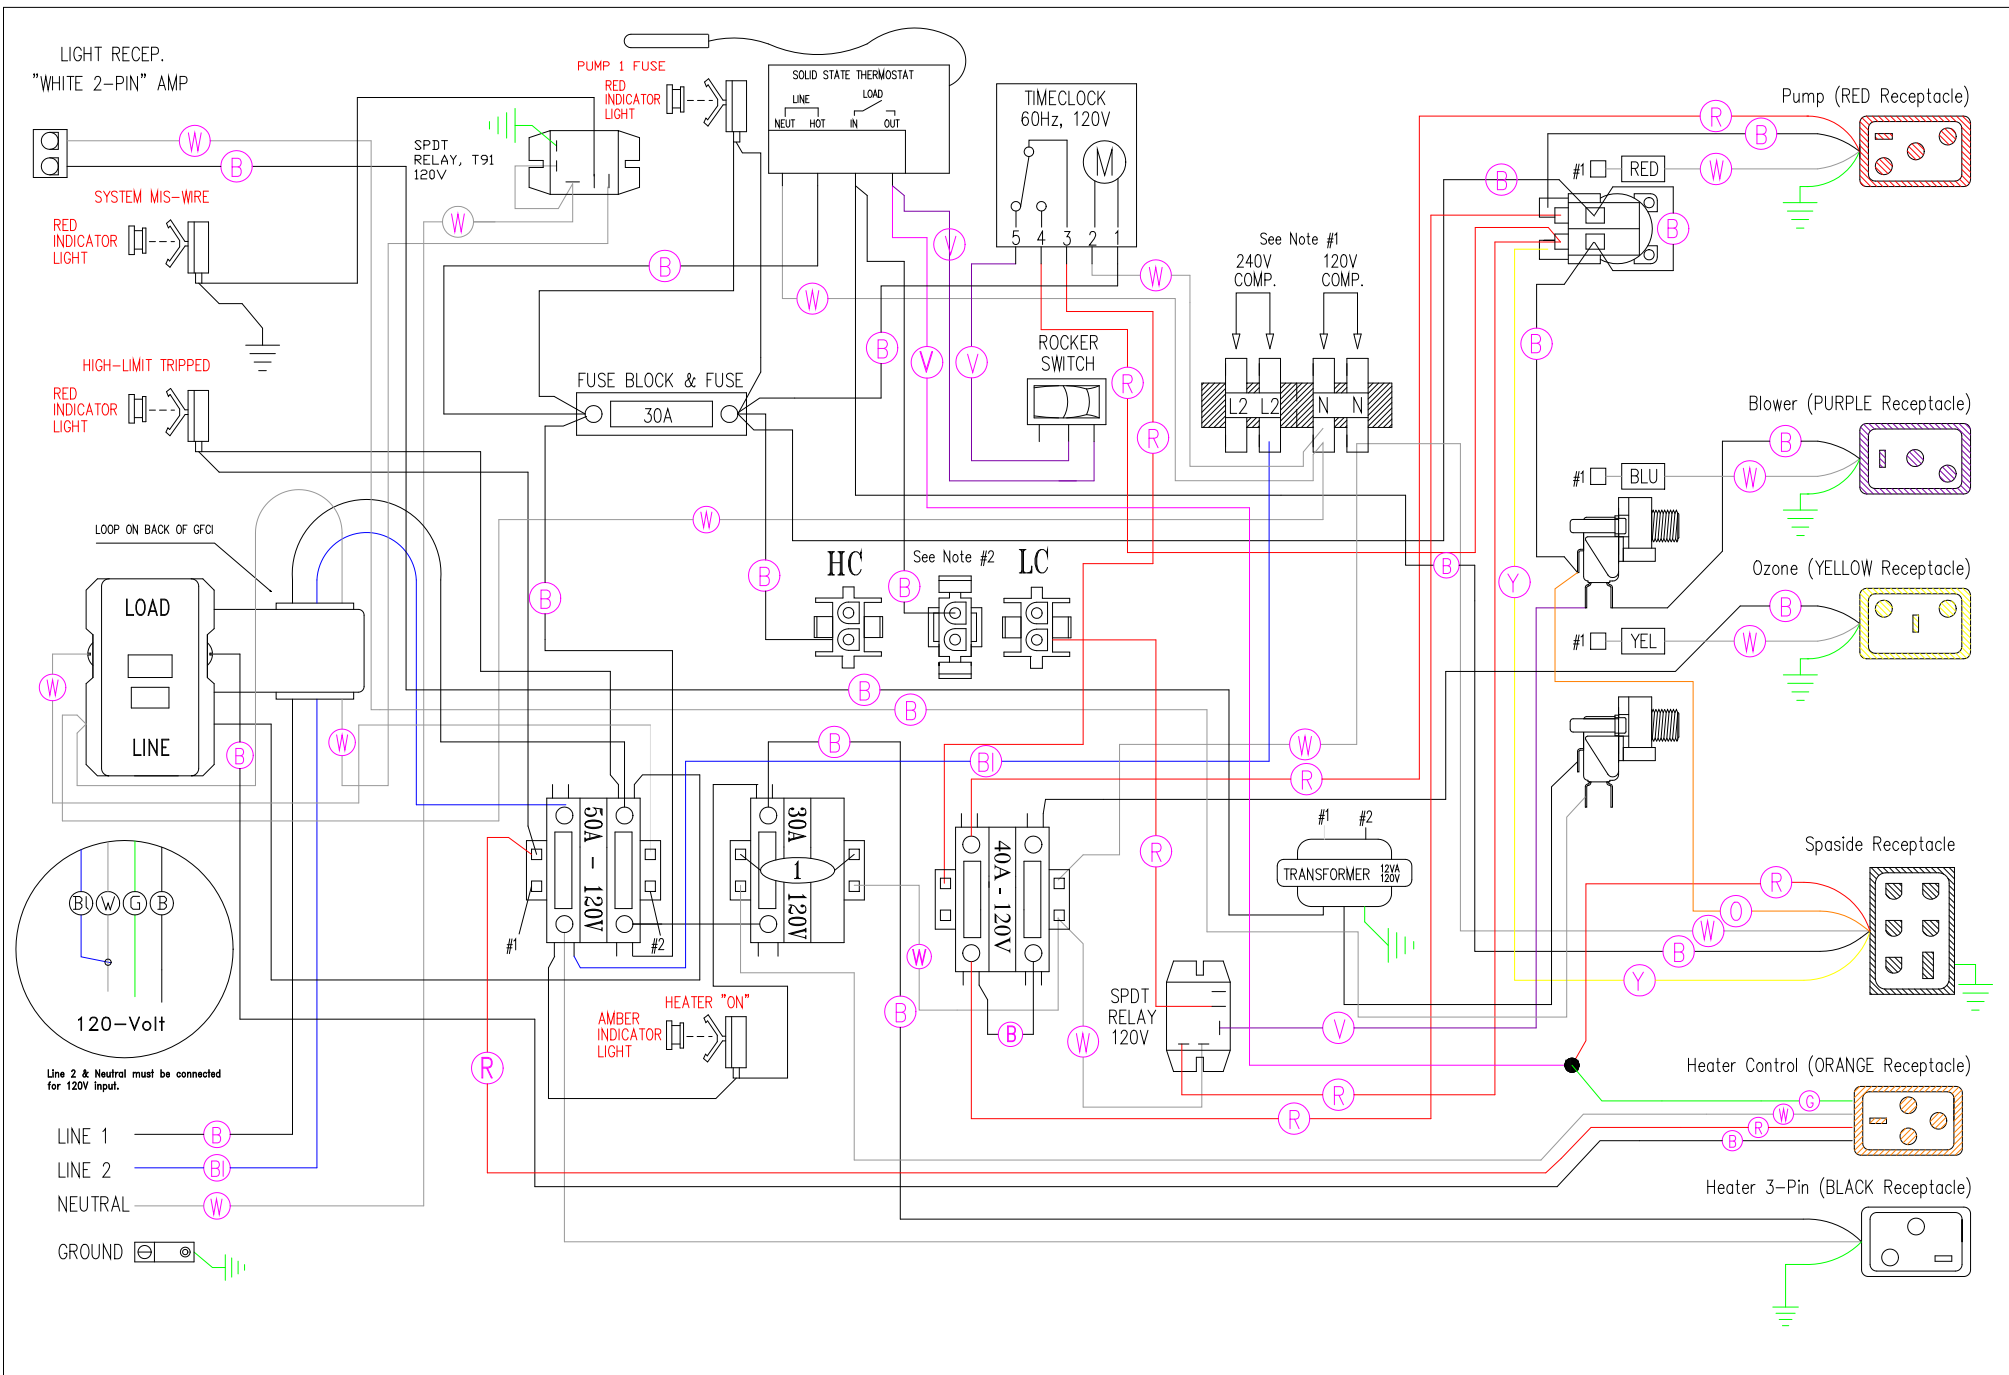 LIGHT RECEP.
"WHITE 2-PIN" AMP
W
B
SYSTEM MIS-WIRE
RED
INDICATOR
LIGHT
HIGH-LIMIT TRIPPED
RED
INDICATOR
LIGHT
SPDT
RELAY, T91
120V
W
PUMP 1 FUSE
RED
INDICATOR
LIGHT
B
SOLID STATE THERMOSTAT
LINE
LOAD
NEUT HOT IN OUT
W
V
B
V
V
TIMECLOCK
60Hz, 120V
M
5 4 3 2 1
W
ROCKER
SWITCH
R
R
See Note #1
240V
COMP.
120V
COMP.
L2 L2 N N
FUSE BLOCK & FUSE
30A
Pump (RED Receptacle)
R
B
#1 RED W
B
B
B
Blower (PURPLE Receptacle)
B
#1 BLU W
Ozone (YELLOW Receptacle)
B
#1 YEL W
Y
B
LOOP ON BACK OF GFCI
LOAD
LINE
W
B
W
W
B
B
HC
See Note #2
LC
B
B
B
B
W
Bl
R
50A - 120V
#1
#2
30A 120V
1
40A-120V
W
B
B
W
R
#1
#2
TRANSFORMER 12VA
120V
SPDT
RELAY
120V
V
R
R
Bl W G B
120-Volt
Line 2 & Neutral must be connected
for 120V input.
HEATER "ON"
AMBER
INDICATOR
LIGHT
R
Spaside Receptacle
R
O
W
B
Y
Heater Control (ORANGE Receptacle)
G
W
R
B
Heater 3-Pin (BLACK Receptacle)
LINE 1 B
LINE 2 Bl
NEUTRAL W
GROUND